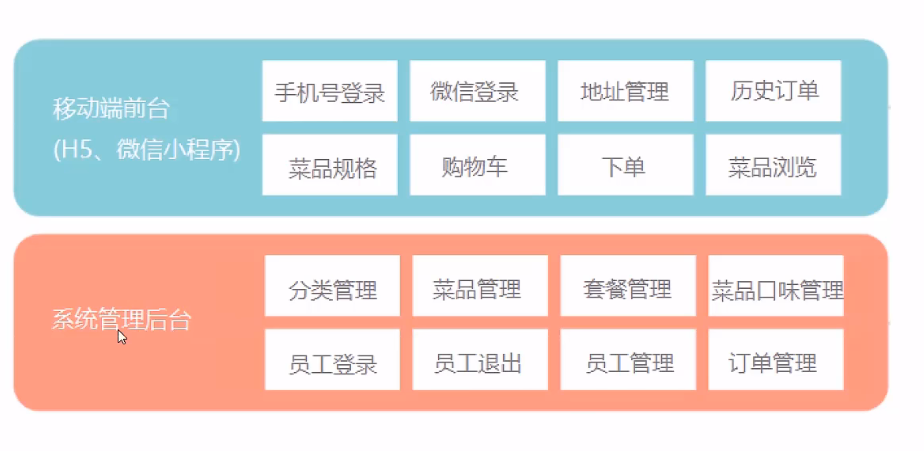 移动端前台
(H5、微信小程序)
手机号登录
微信登录
地址管理
历史订单
菜品规格
购物车
下单
菜品浏览
系统管理后台
分类管理
菜品管理
套餐管理
菜品口味管理
员工登录
员工退出
员工管理
订单管理